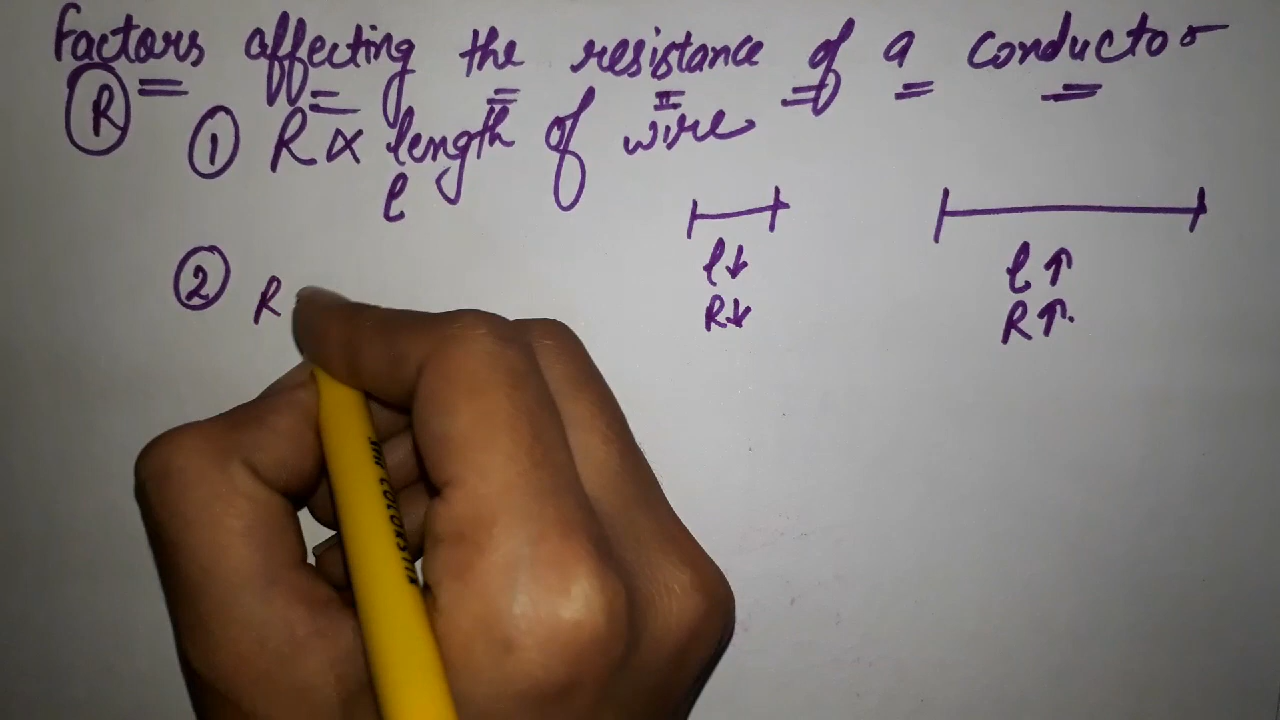 Factors affecting the resistance of a conductor
R
① R ∝ length of wire
l
l↓
R↓
l↑
R↑
② R